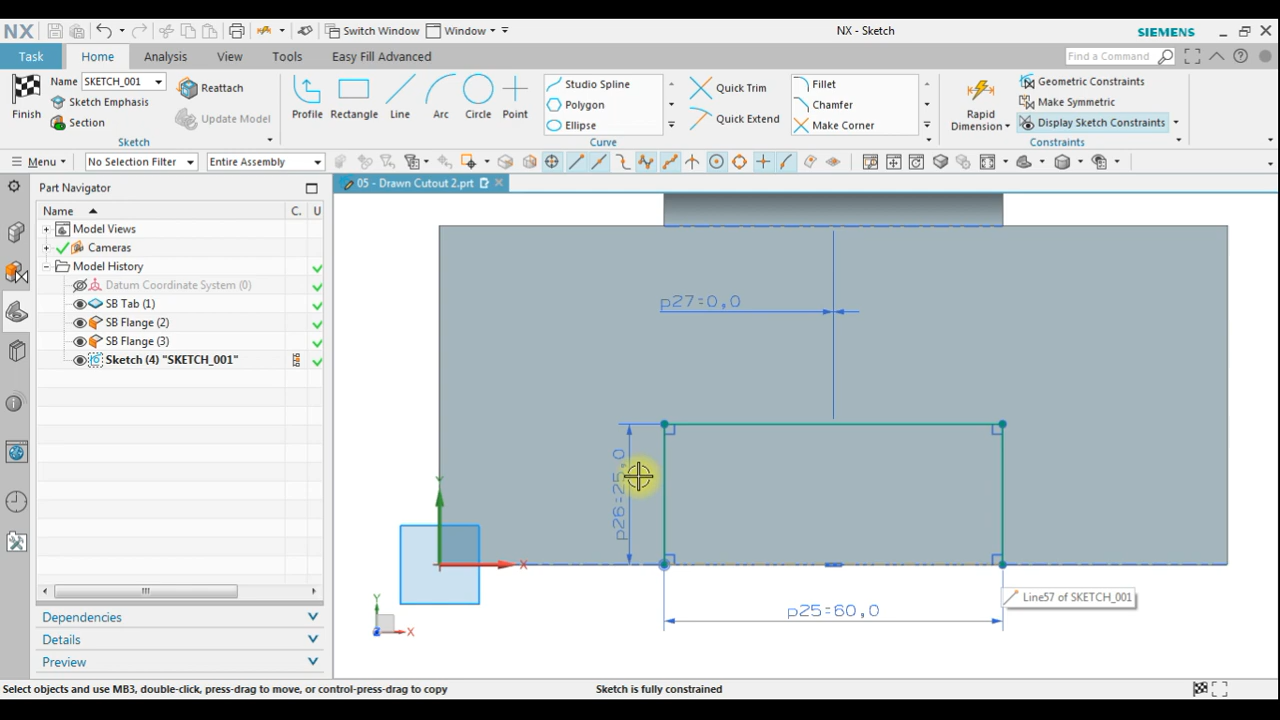 NX
Switch Window
Window
NX - Sketch
SIEMENS
Task
Home
Analysis
View
Tools
Easy Fill Advanced
Find a Command
Finish
Name SKETCH_001
Sketch Emphasis
Section
Reattach
Update Model
Sketch
Profile
Rectangle
Line
Arc
Circle
Point
Studio Spline
Polygon
Ellipse
Quick Trim
Quick Extend
Fillet
Chamfer
Make Corner
Curve
Rapid
Dimension
Geometric Constraints
Make Symmetric
Display Sketch Constraints
Constraints
Menu
No Selection Filter
Entire Assembly
Part Navigator
05 - Drawn Cutout 2.prt
Name
C.
U
Model Views
Cameras
Model History
Datum Coordinate System (0)
SB Tab (1)
SB Flange (2)
SB Flange (3)
Sketch (4) "SKETCH_001"
Dependencies
Details
Preview
p27=0,0
p26=25,0
p25=60,0
Y
X
Y
X
Z
Line57 of SKETCH_001
Select objects and use MB3, double-click, press-drag to move, or control-press-drag to copy
Sketch is fully constrained